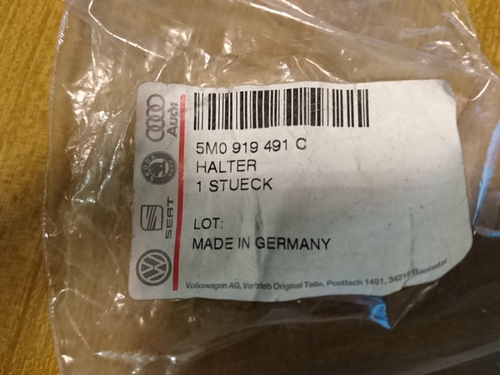 Audi
SKODA
SEAT
5M0 919 491 C
HALTER
1 STUECK
LOT:
MADE IN GERMANY
Volkswagen AG, Vertrieb Original Teile, Postfach 1451, 34219 Baunatal